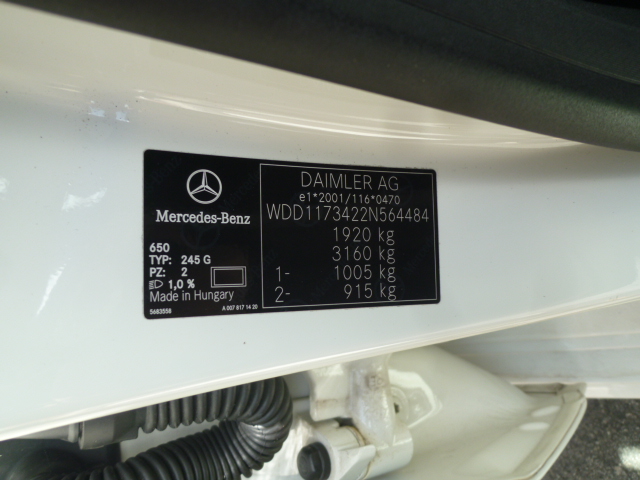 Mercedes-Benz
650
TYP: 245 G
PZ: 2
1,0 %
Made in Hungary
5683558
A 007 817 14 20
DAIMLER AG
e1*2001/116*0470
WDD1173422N564484
1920 kg
3160 kg
1- 1005 kg
2- 915 kg